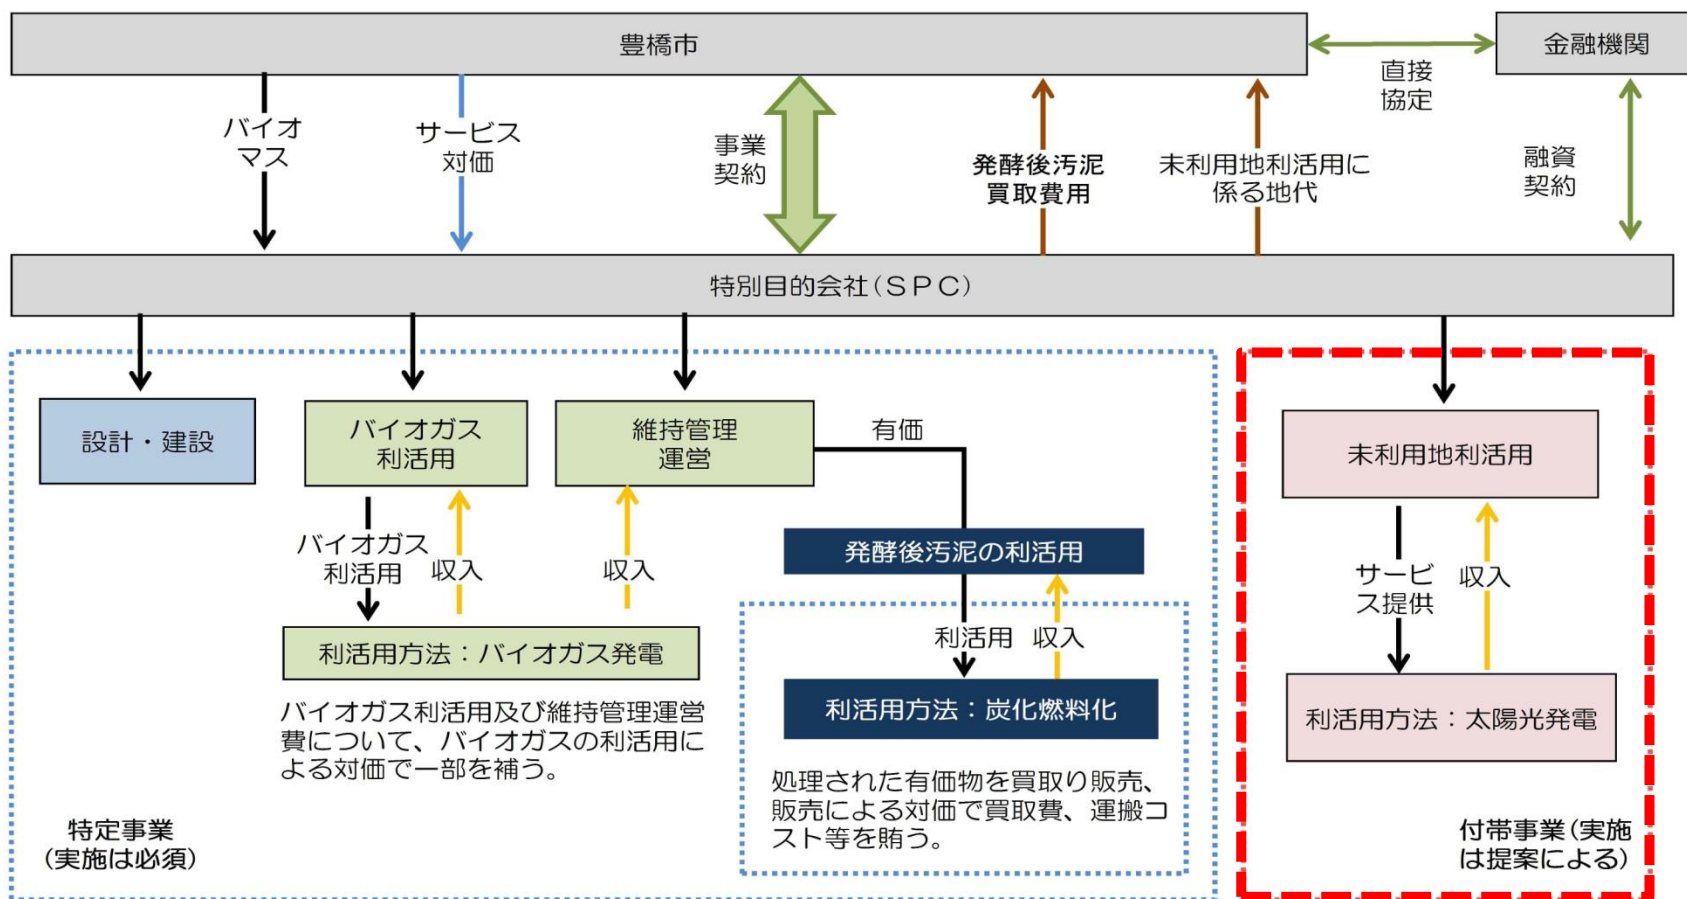 豊橋市
金融機関
直接
協定
バイオ
マス
サービス
対価
事業
契約
発酵後汚泥
買取費用
未利用地利活用に
係る地代
融資
契約
特別目的会社(SPC)
設計・建設
バイオガス
利活用
維持管理
運営
有価
未利用地利活用
バイオガス
利活用
収入
収入
発酵後汚泥の利活用
サービ
ス提供
収入
利活用
収入
利活用方法:バイオガス発電
利活用方法:炭化燃料化
利活用方法:太陽光発電
バイオガス利活用及び維持管理運営
費について、バイオガスの利活用に
よる対価で一部を補う。
処理された有価物を買取り販売、
販売による対価で買取費、運搬コ
スト等を賄う。
特定事業
(実施は必須)
付帯事業(実施
は提案による)